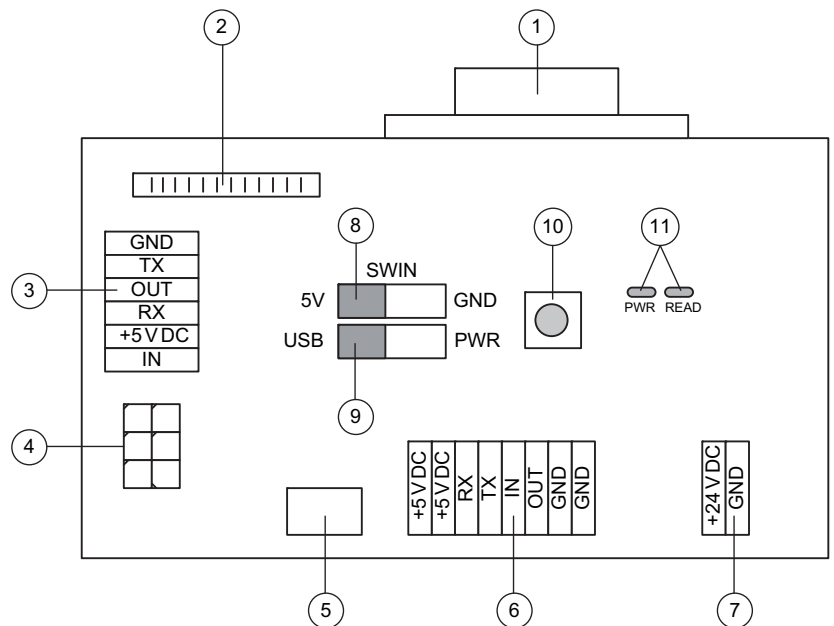 2
1
8
10
11
GND
TX
OUT
RX
+5 V DC
IN
3
SWIN
5V
GND
USB
PWR
PWR
READ
9
4
+5 V DC
+5 V DC
RX
TX
IN
OUT
GND
GND
+24 V DC
GND
5
6
7